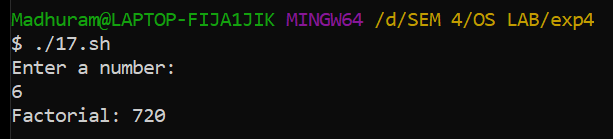 Madhuram@LAPTOP-FIJA1JIK MINGW64 /d/SEM 4/OS LAB/exp4
$ ./17.sh
Enter a number:
6
Factorial: 720